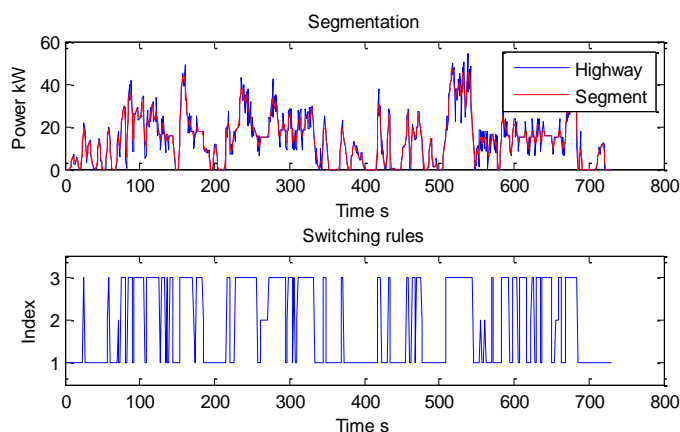 Segmentation
Power kW
60
40
20
0
Highway
Segment
0 100 200 300 400 500 600 700 800
Time s
Switching rules
Index
3
2
1
0 100 200 300 400 500 600 700 800
Time s